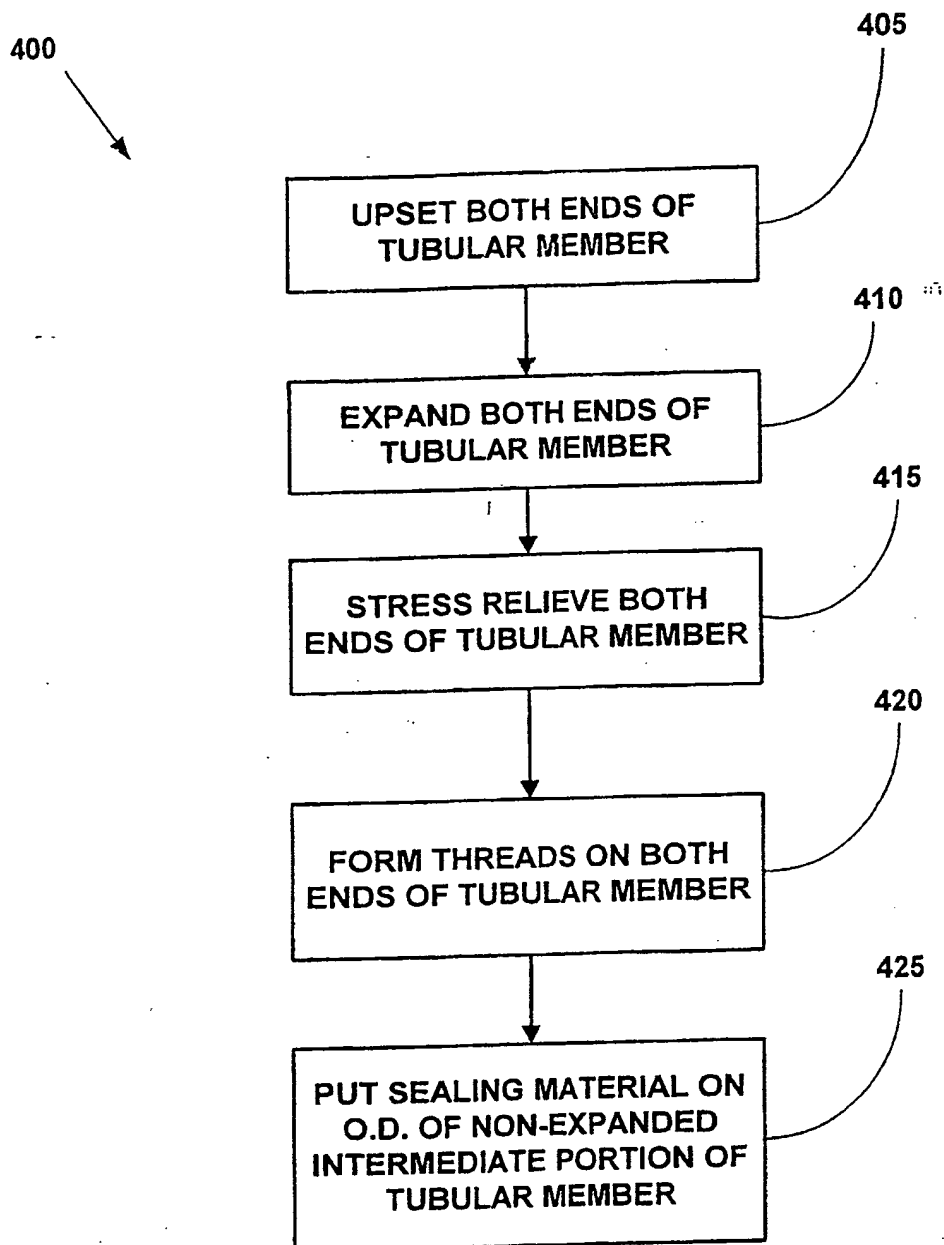 400
405
UPSET BOTH ENDS OF
TUBULAR MEMBER
410
EXPAND BOTH ENDS OF
TUBULAR MEMBER
415
STRESS RELIEVE BOTH
ENDS OF TUBULAR MEMBER
420
FORM THREADS ON BOTH
ENDS OF TUBULAR MEMBER
425
PUT SEALING MATERIAL ON
O.D. OF NON-EXPANDED
INTERMEDIATE PORTION OF
TUBULAR MEMBER